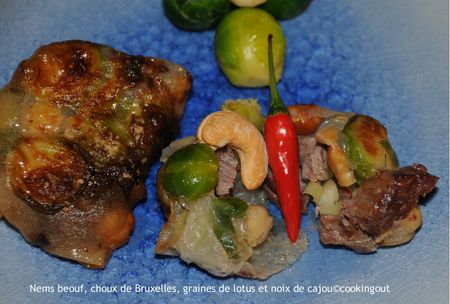 Nems beouf, choux de Bruxelles, graines de lotus et noix de cajou©cookingout